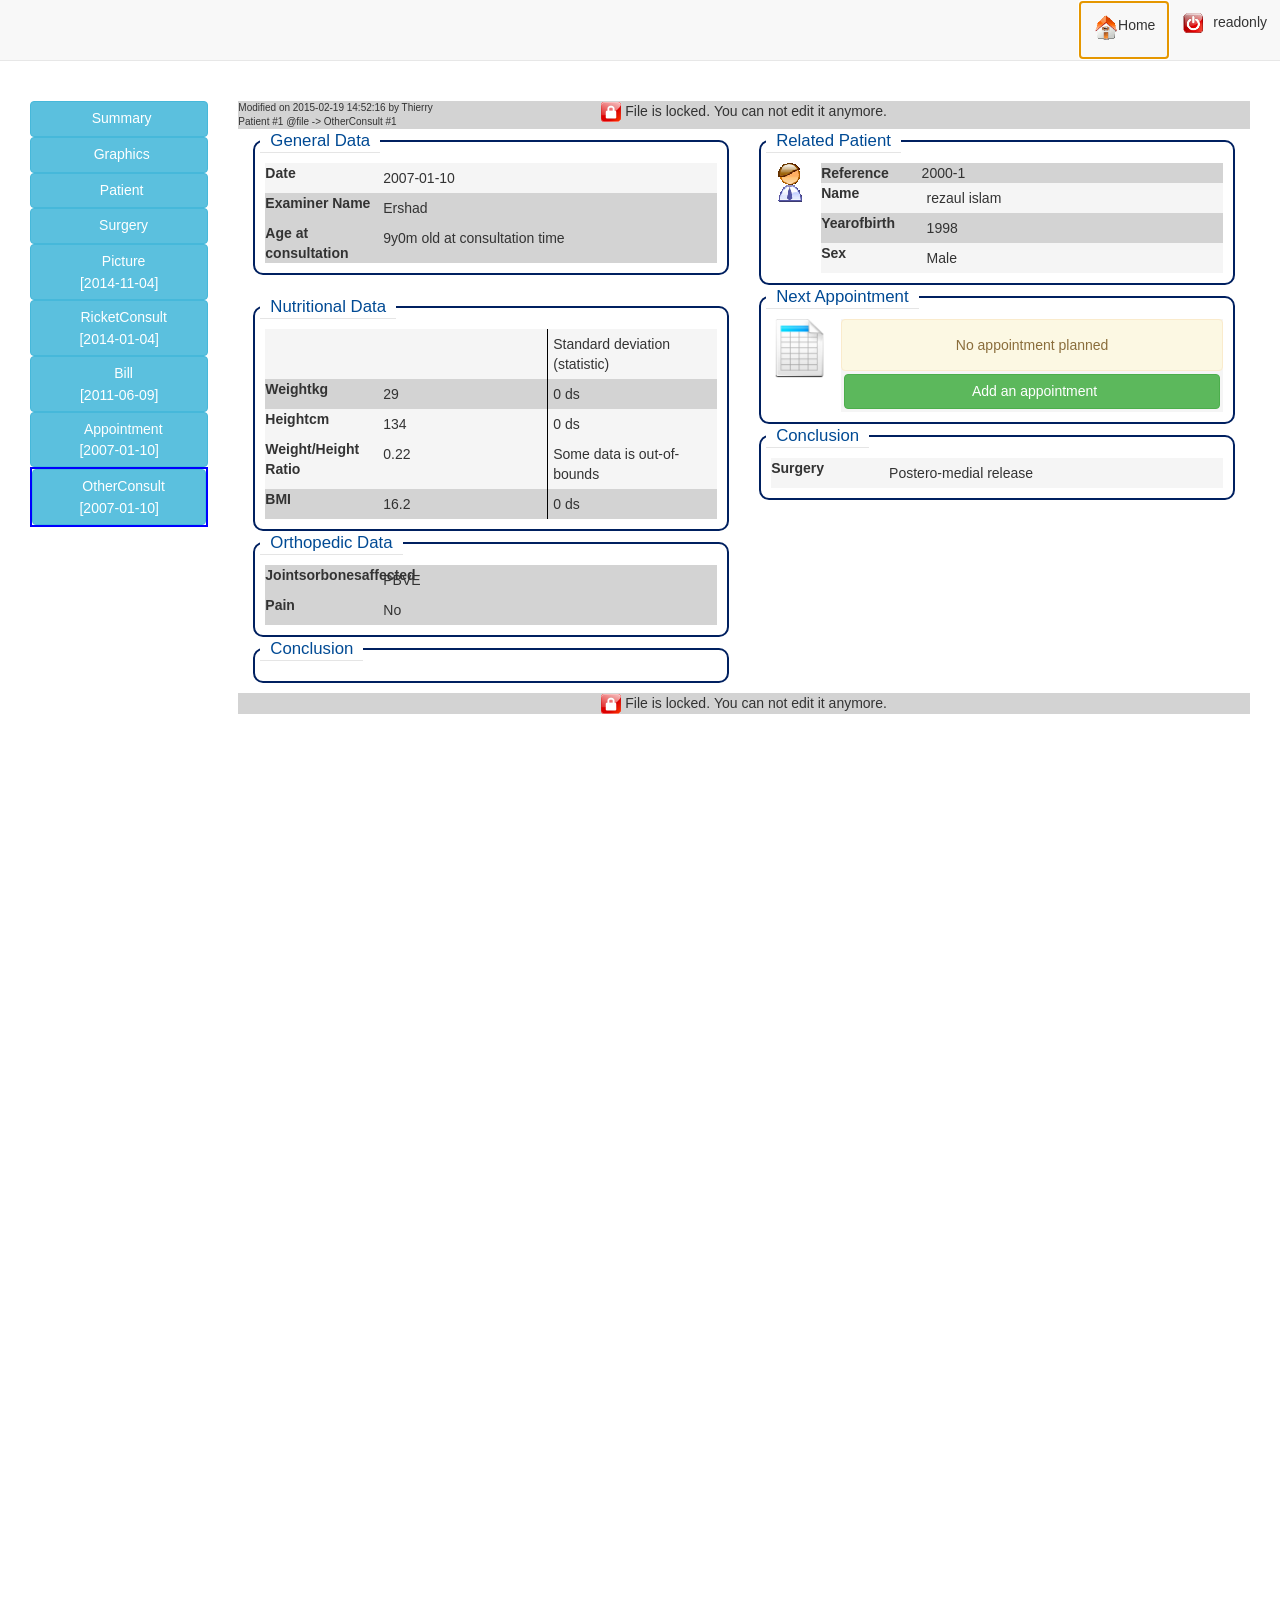 Home
readonly
Summary
Graphics
Patient
Surgery
Picture
[2014-11-04]
RicketConsult
[2014-01-04]
Bill
[2011-06-09]
Appointment
[2007-01-10]
OtherConsult
[2007-01-10]
Modified on 2015-02-19 14:52:16 by Thierry
Patient #1 @file -> OtherConsult #1
File is locked. You can not edit it anymore.
General Data
Date 2007-01-10
Examiner Name Ershad
Age at consultation 9y0m old at consultation time
Nutritional Data
Standard deviation
(statistic)
Weightkg 29 0 ds
Heightcm 134 0 ds
Weight/Height Ratio 0.22 Some data is out-of-bounds
BMI 16.2 0 ds
Orthopedic Data
Jointsorbonesaffected PBVE
Pain No
Conclusion
Related Patient
Reference 2000-1
Name rezaul islam
Yearofbirth 1998
Sex Male
Next Appointment
No appointment planned
Add an appointment
Conclusion
Surgery Postero-medial release
File is locked. You can not edit it anymore.